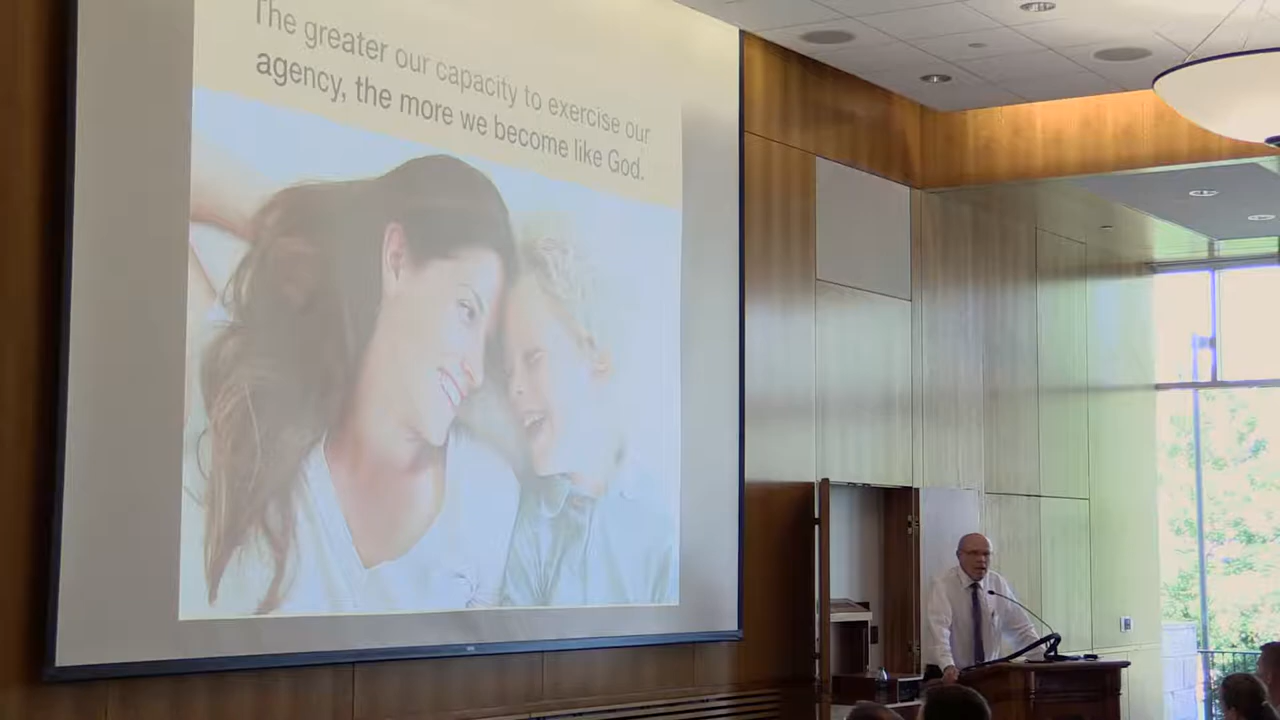 The greater our capacity to exercise our
agency, the more we become like God.